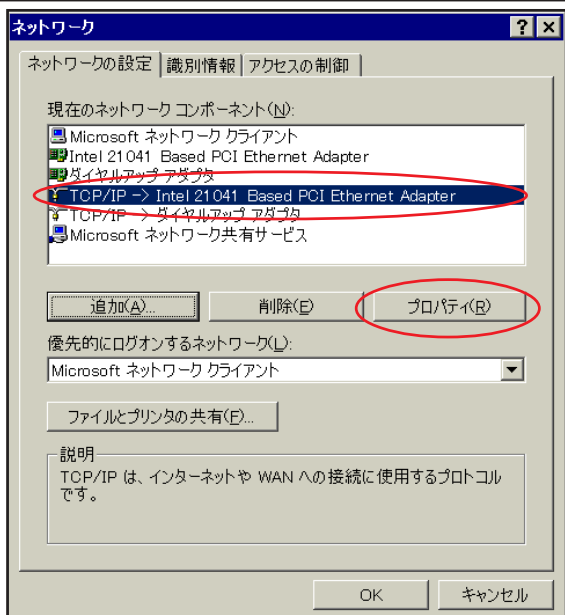 ネットワーク
ネットワークの設定 識別情報 アクセスの制御
現在のネットワーク コンポーネント(N):
Microsoft ネットワーク クライアント
Intel 21041 Based PCI Ethernet Adapter
ダイヤルアップ アダプタ
TCP/IP -> Intel 21041 Based PCI Ethernet Adapter
TCP/IP -> ダイヤルアップ アダプタ
Microsoft ネットワーク共有サービス
追加(A)... 削除(E) プロパティ(R)
優先的にログオンするネットワーク(L):
Microsoft ネットワーク クライアント
ファイルとプリンタの共有(F)...
説明
TCP/IP は、インターネットや WAN への接続に使用するプロトコル
です。
OK キャンセル